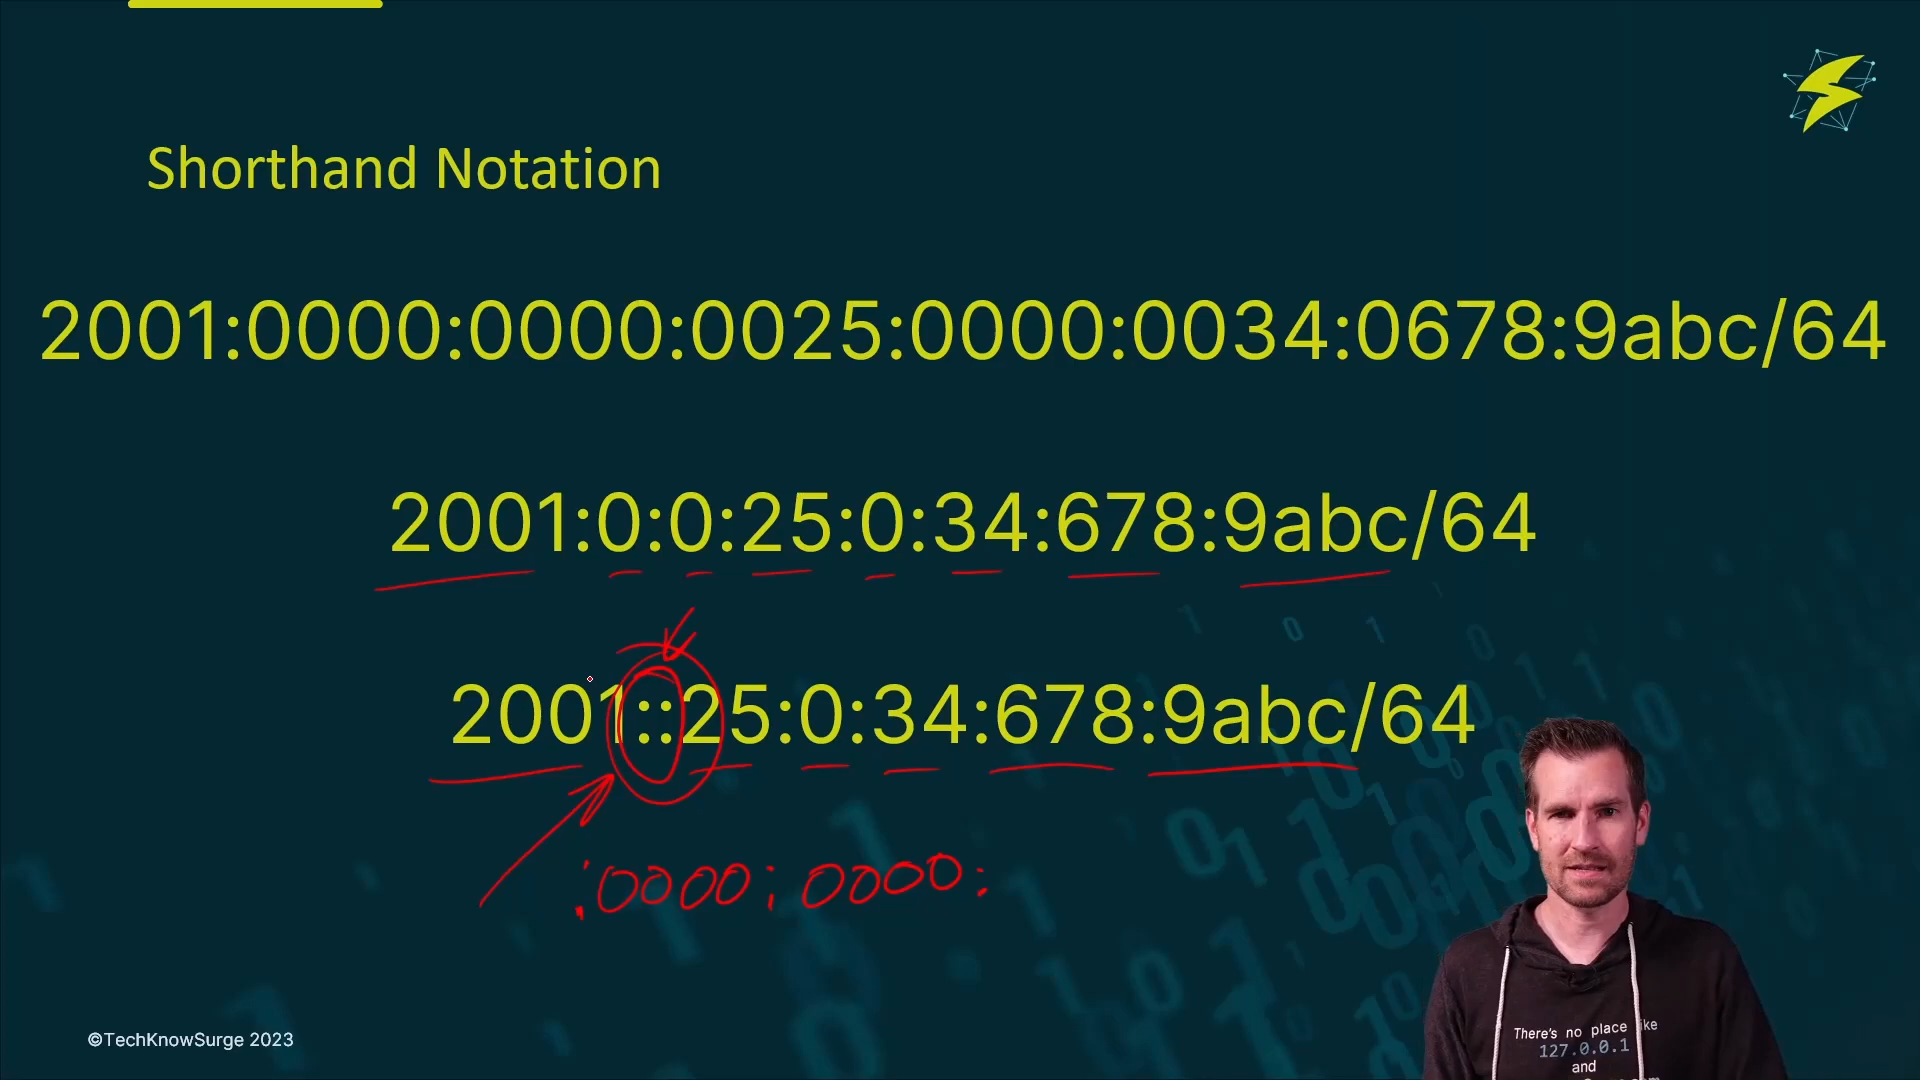 Shorthand Notation
2001:0000:0000:0025:0000:0034:0678:9abc/64
2001:0:0:25:0:34:678:9abc/64
2001::25:0:34:678:9abc/64
:0000:0000:
There's no place like
127.0.0.1
and
©TechKnowSurge 2023